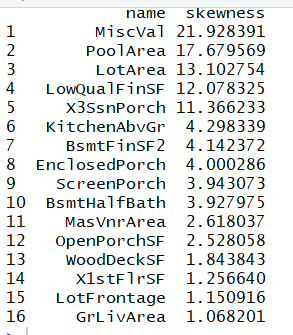 name skewness
1 MiscVal 21.928391
2 PoolArea 17.679569
3 LotArea 13.102754
4 LowQualFinSF 12.078325
5 X3SsnPorch 11.366233
6 KitchenAbvGr 4.298339
7 BsmtFinSF2 4.142372
8 EnclosedPorch 4.000286
9 ScreenPorch 3.943073
10 BsmtHalfBath 3.927975
11 MasVnrArea 2.618037
12 OpenPorchSF 2.528058
13 WoodDeckSF 1.843843
14 X1stFlrSF 1.256640
15 LotFrontage 1.150916
16 GrLivArea 1.068201